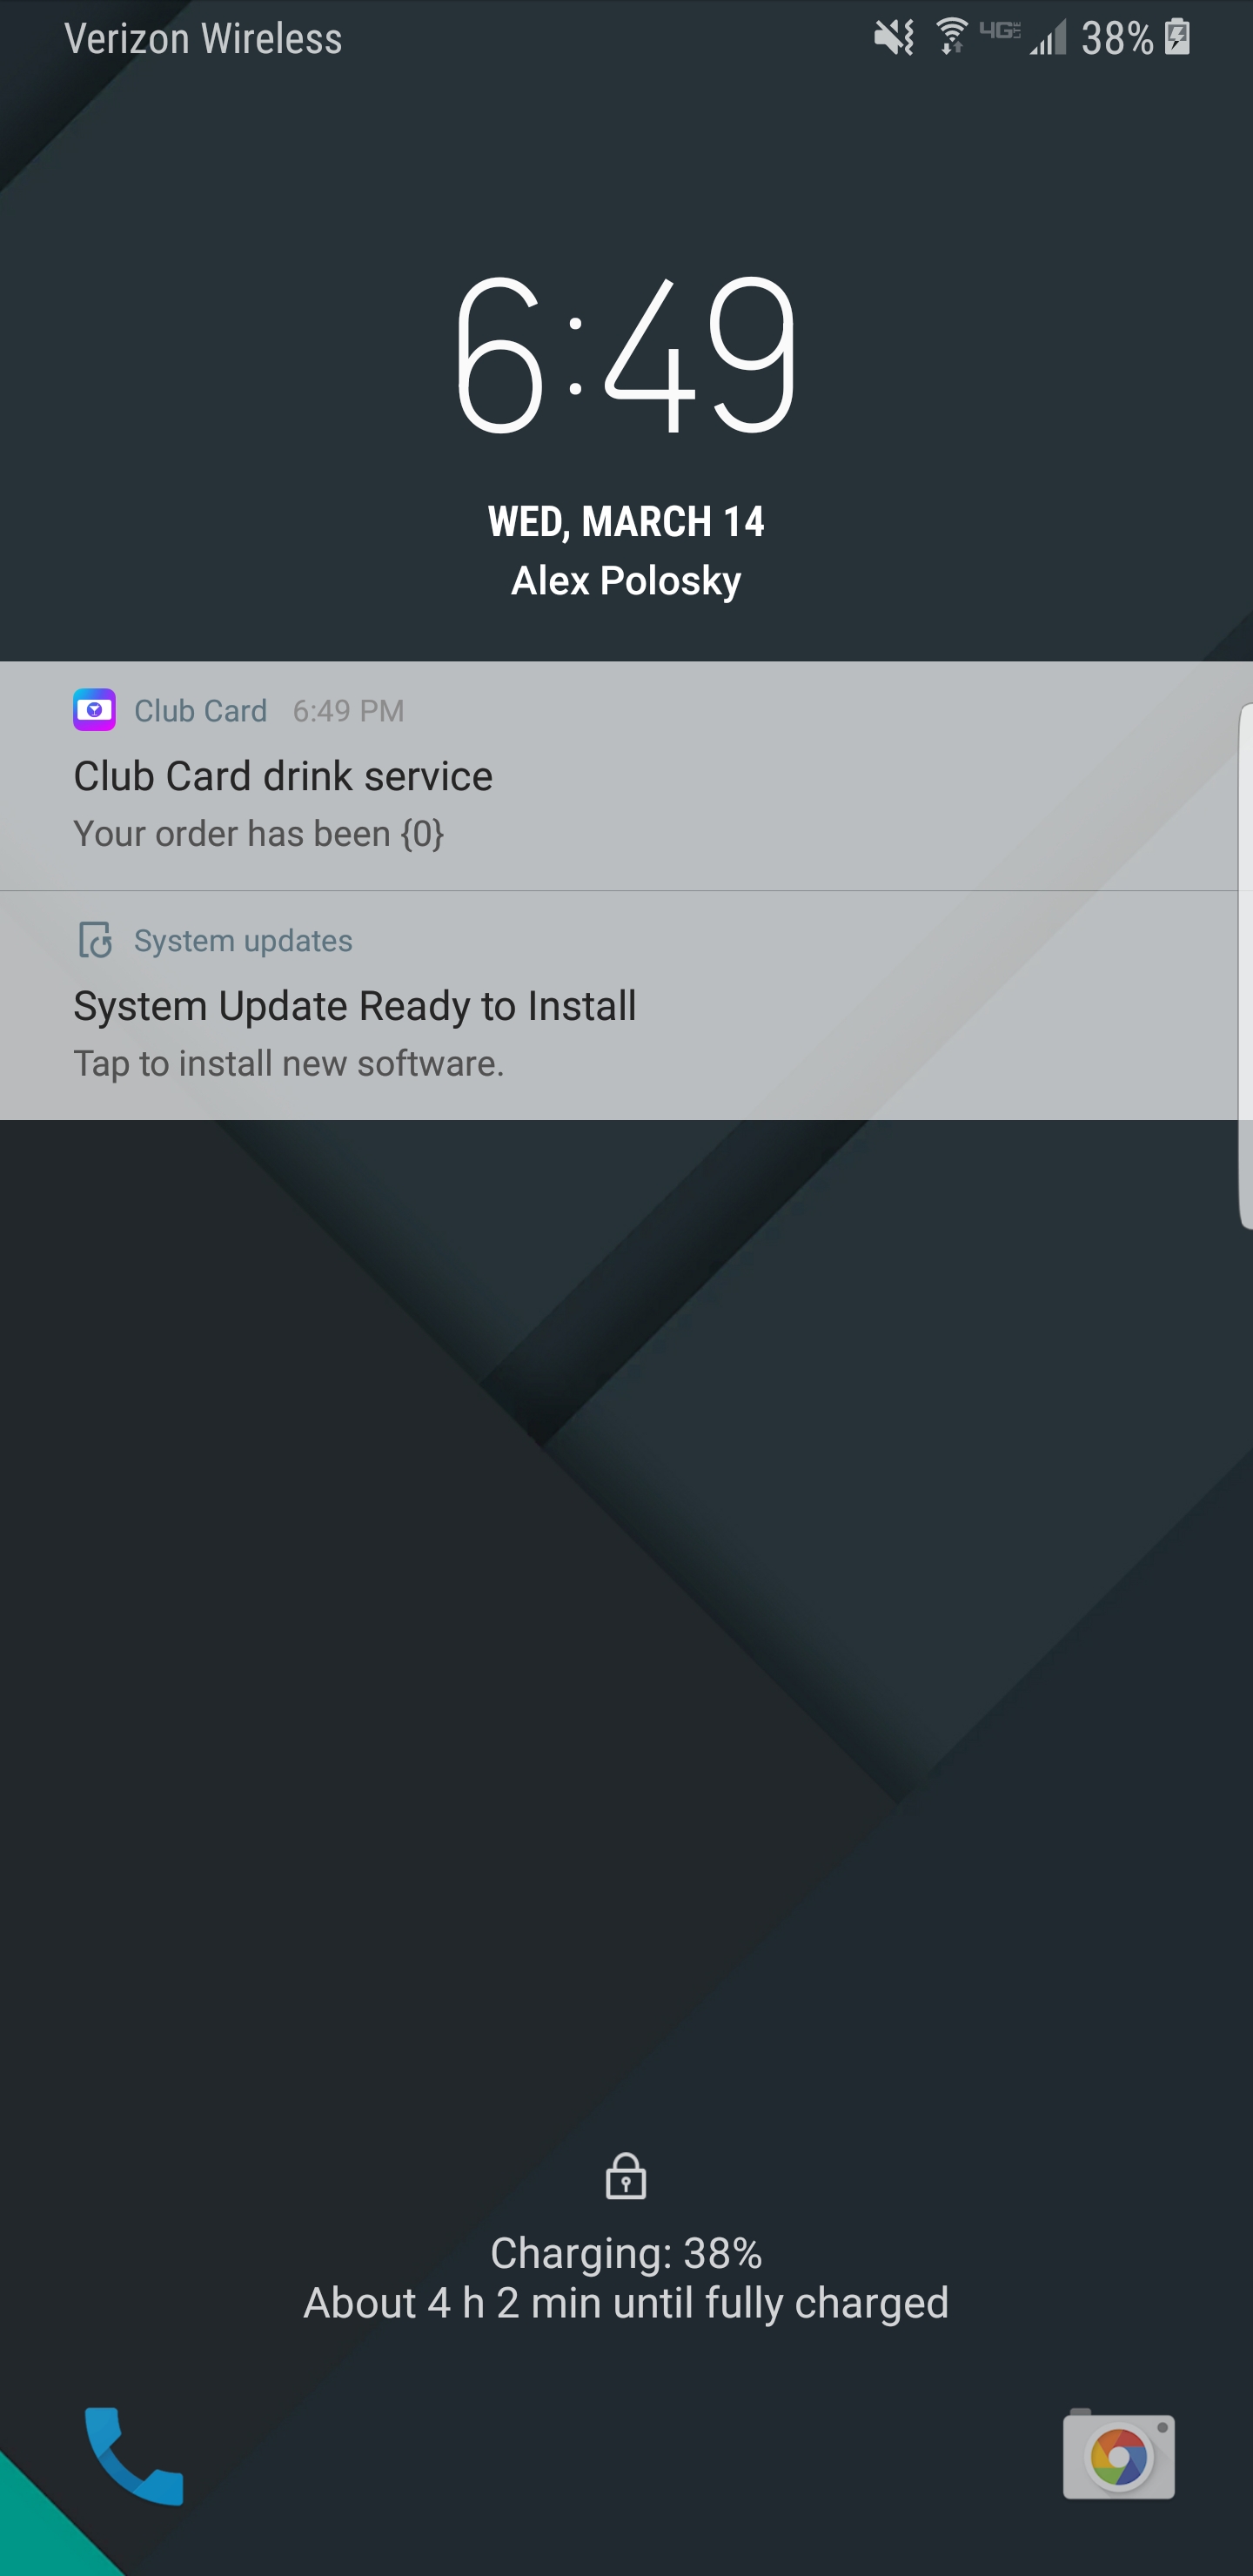 Verizon Wireless
4G LTE 38%
6:49
WED, MARCH 14
Alex Polosky
Club Card 6:49 PM
Club Card drink service
Your order has been {0}
System updates
System Update Ready to Install
Tap to install new software.
Charging: 38%
About 4 h 2 min until fully charged